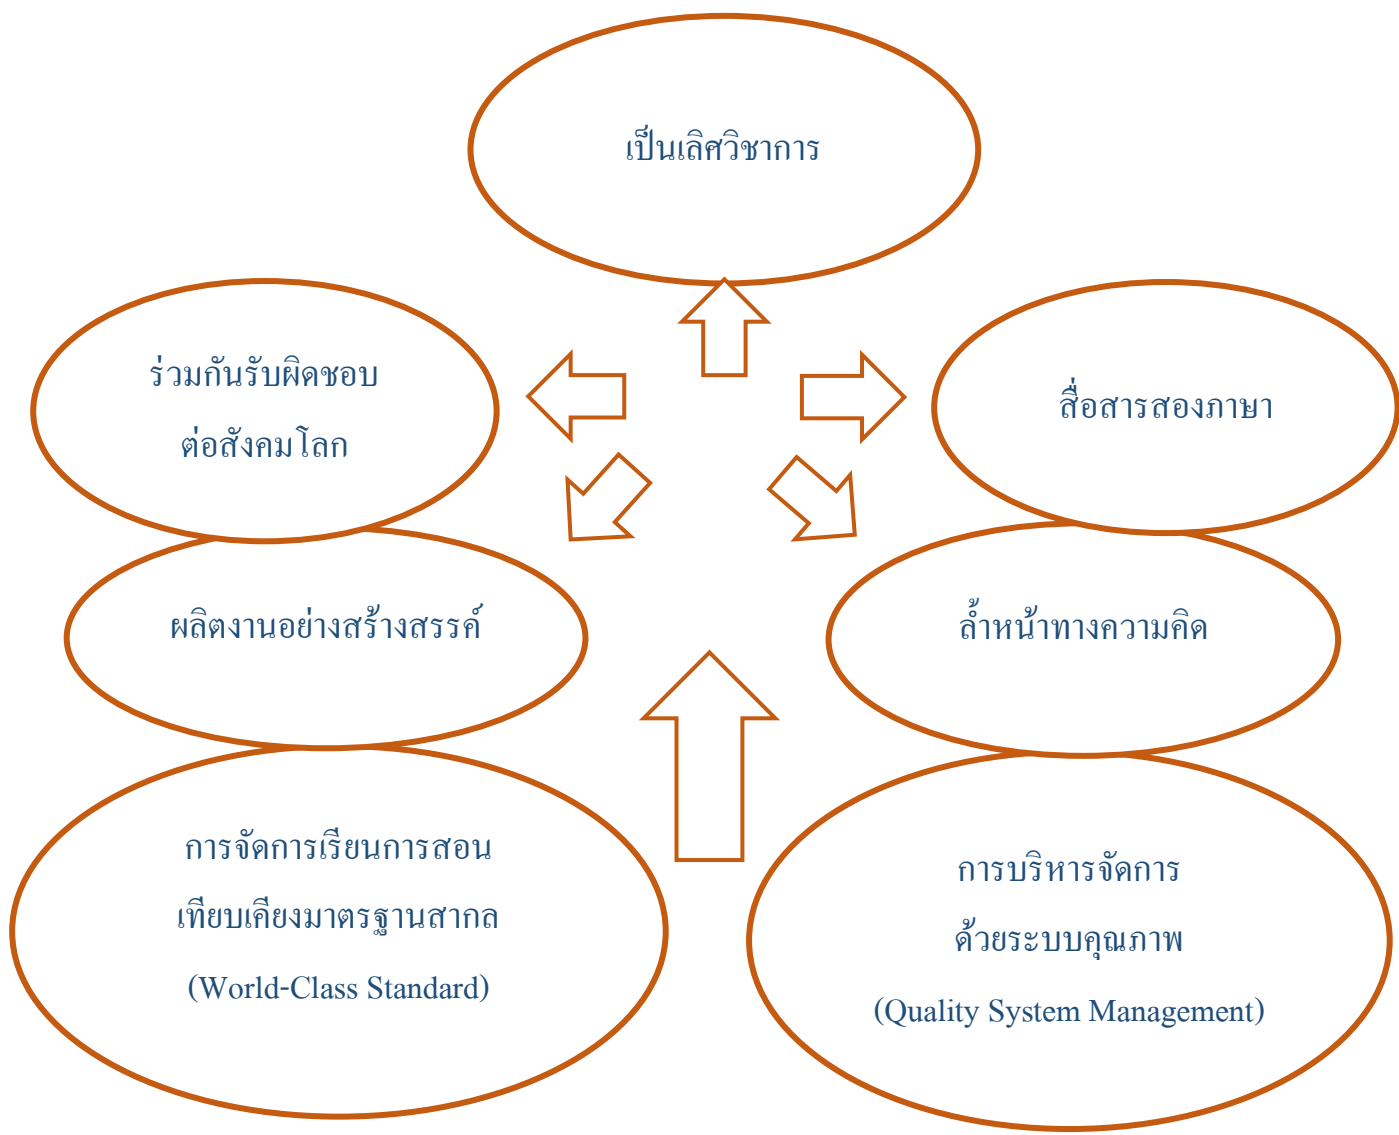 เป็นเลิศวิชาการ
ร่วมกันรับผิดชอบ
ต่อสังคมโลก
สื่อสารสองภาษา
ผลิตงานอย่างสร้างสรรค์
ล้ำหน้าทางความคิด
การจัดการเรียนการสอน
เทียบเคียงมาตรฐานสากล
(World-Class Standard)
การบริหารจัดการ
ด้วยระบบคุณภาพ
(Quality System Management)